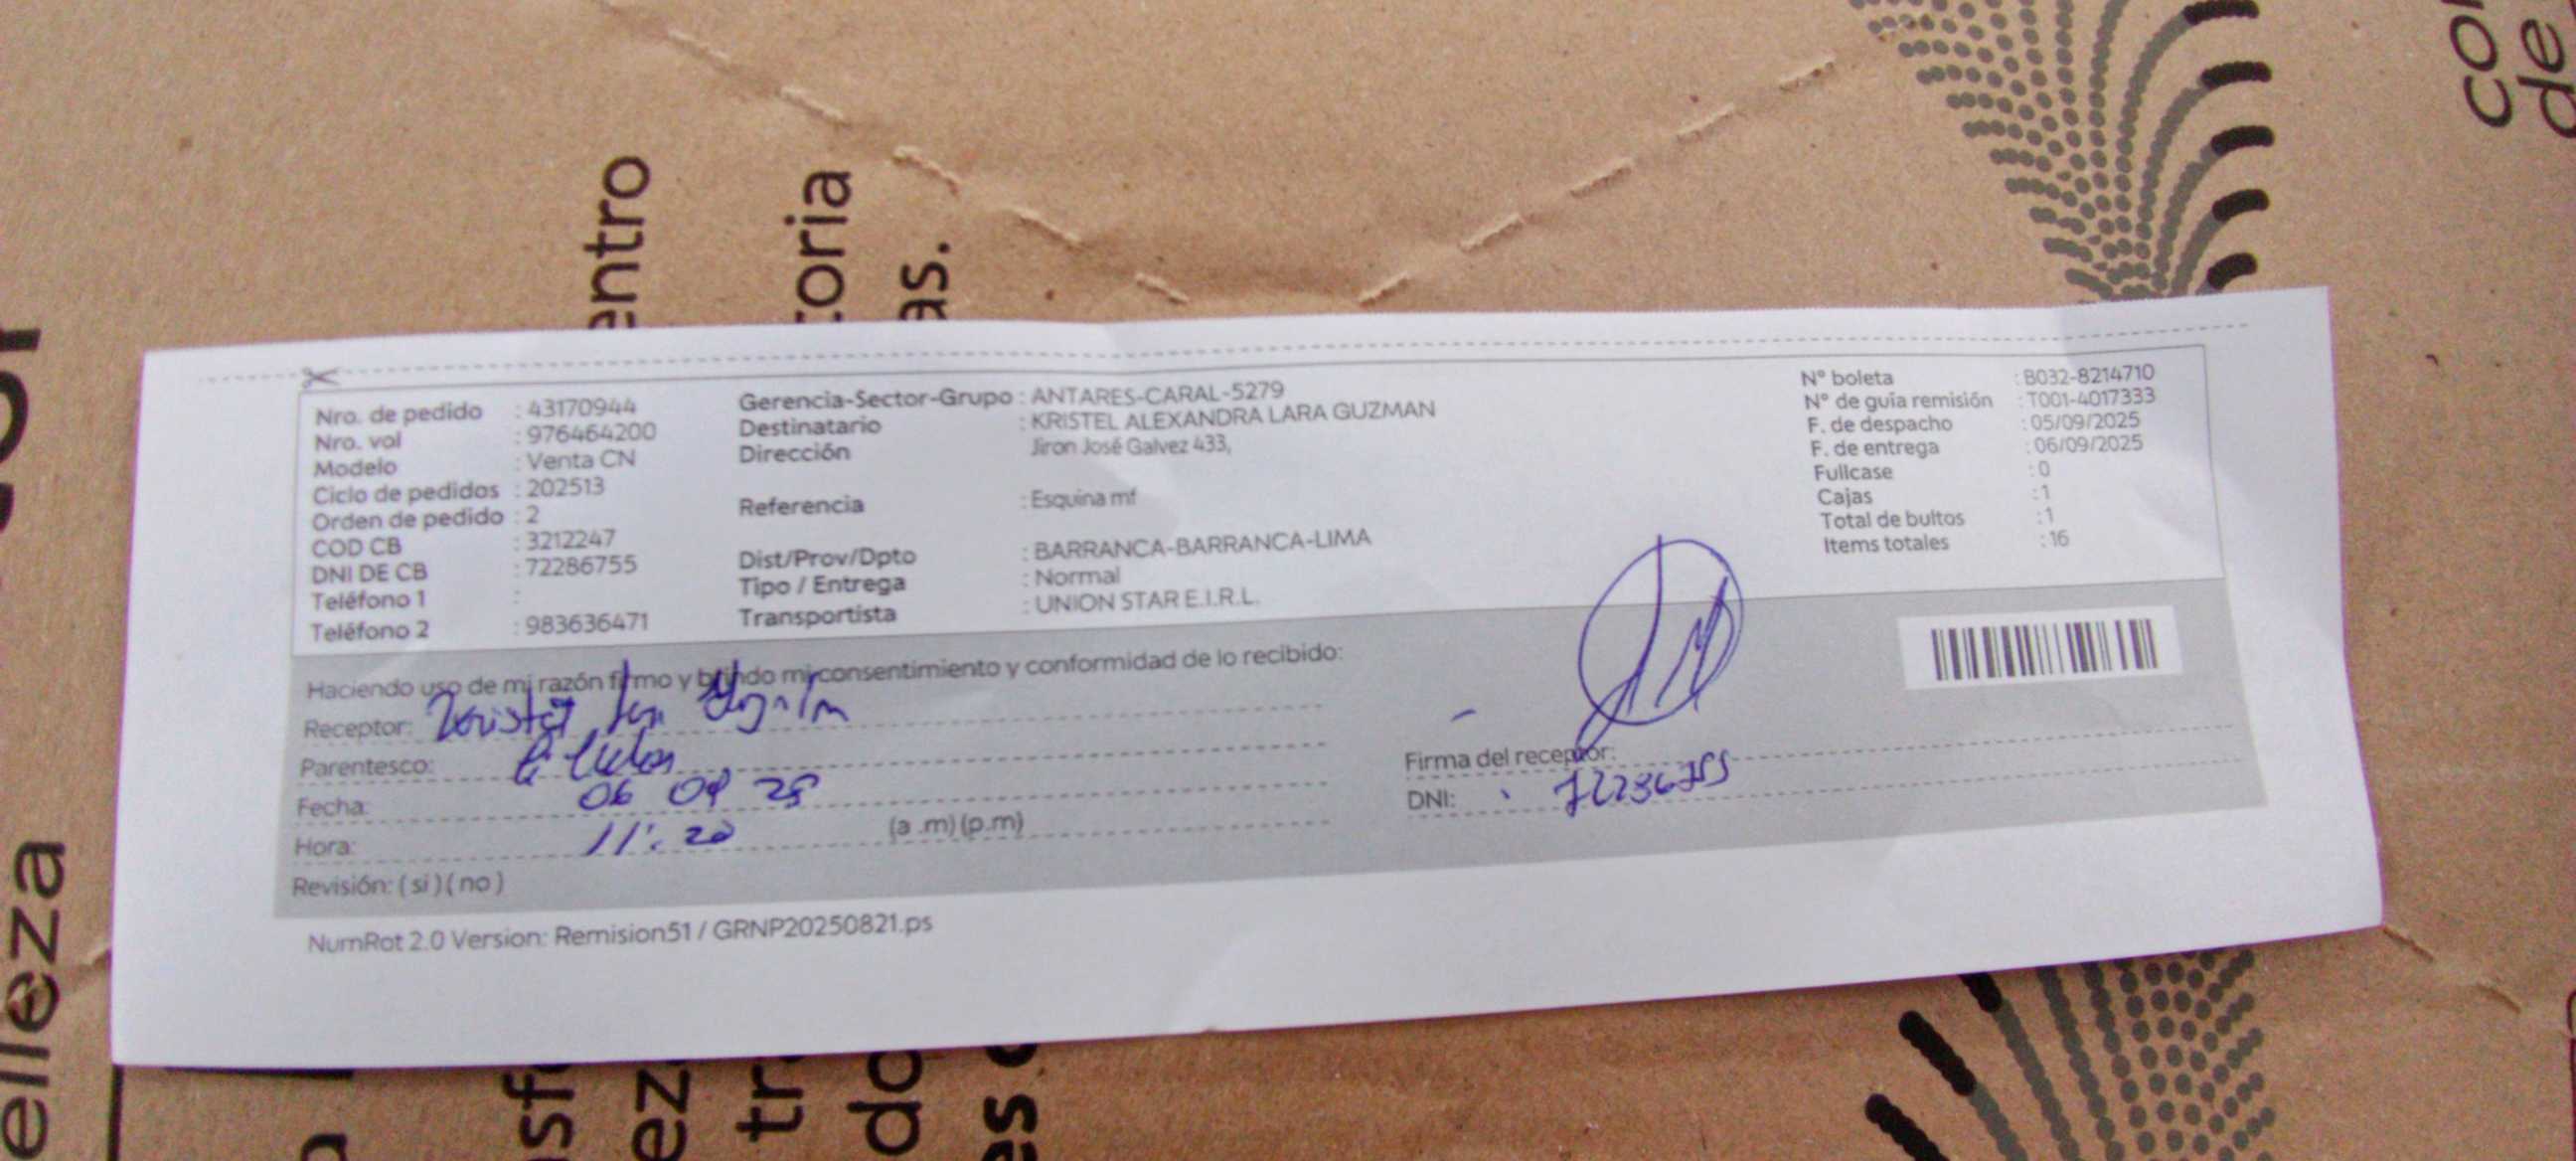 entro
toria
as.
Nro. de pedido : 43170944
Nro. vol : 976464200
Modelo : Venta CN
Ciclo de pedidos : 202513
Orden de pedido : 2
COD CB : 3212247
DNI DE CB : 72286755
Teléfono 1 :
Teléfono 2 : 983636471
Gerencia-Sector-Grupo : ANTARES-CARAL-5279
Destinatario : KRISTEL ALEXANDRA LARA GUZMAN
Dirección Jiron José Galvez 433,
Referencia : Esquina mf
Dist/Prov/Dpto : BARRANCA-BARRANCA-LIMA
Tipo / Entrega : Normal
Transportista : UNION STAR E.I.R.L.
N° boleta : B032-8214710
N° de guía remisión : T001-4017333
F. de despacho : 05/09/2025
F. de entrega : 06/09/2025
Fullcase : 0
Cajas : 1
Total de bultos : 1
Items totales : 16
Haciendo uso de mi razón firmo y brindo mi consentimiento y conformidad de lo recibido:
Receptor:
Parentesco:
Fecha: 06 09 25
Hora: 11:20 (a .m) (p.m)
Revisión: ( si ) ( no )
Firma del receptor:
DNI:
NumRot 2.0 Version: Remision51 / GRNP20250821.ps
elleza